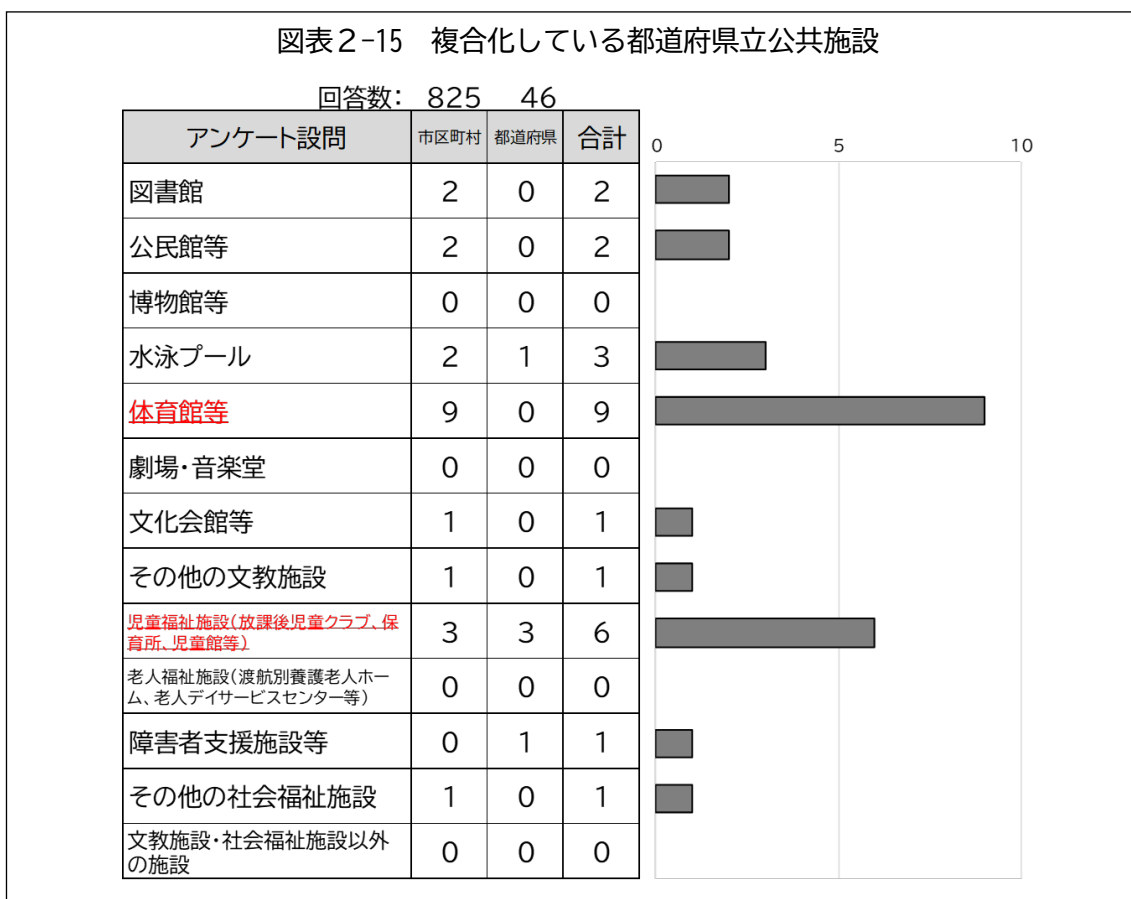 図表2-15 複合化している都道府県立公共施設
回答数： 825 46
アンケート設問 市区町村 都道府県 合計
0 5 10
図書館 2 0 2
公民館等 2 0 2
博物館等 0 0 0
水泳プール 2 1 3
体育館等 9 0 9
劇場・音楽堂 0 0 0
文化会館等 1 0 1
その他の文教施設 1 0 1
児童福祉施設（放課後児童クラブ、保
育所、児童館等） 3 3 6
老人福祉施設（渡航別養護老人ホー
ム、老人デイサービスセンター等） 0 0 0
障害者支援施設等 0 1 1
その他の社会福祉施設 1 0 1
文教施設・社会福祉施設以外
の施設 0 0 0